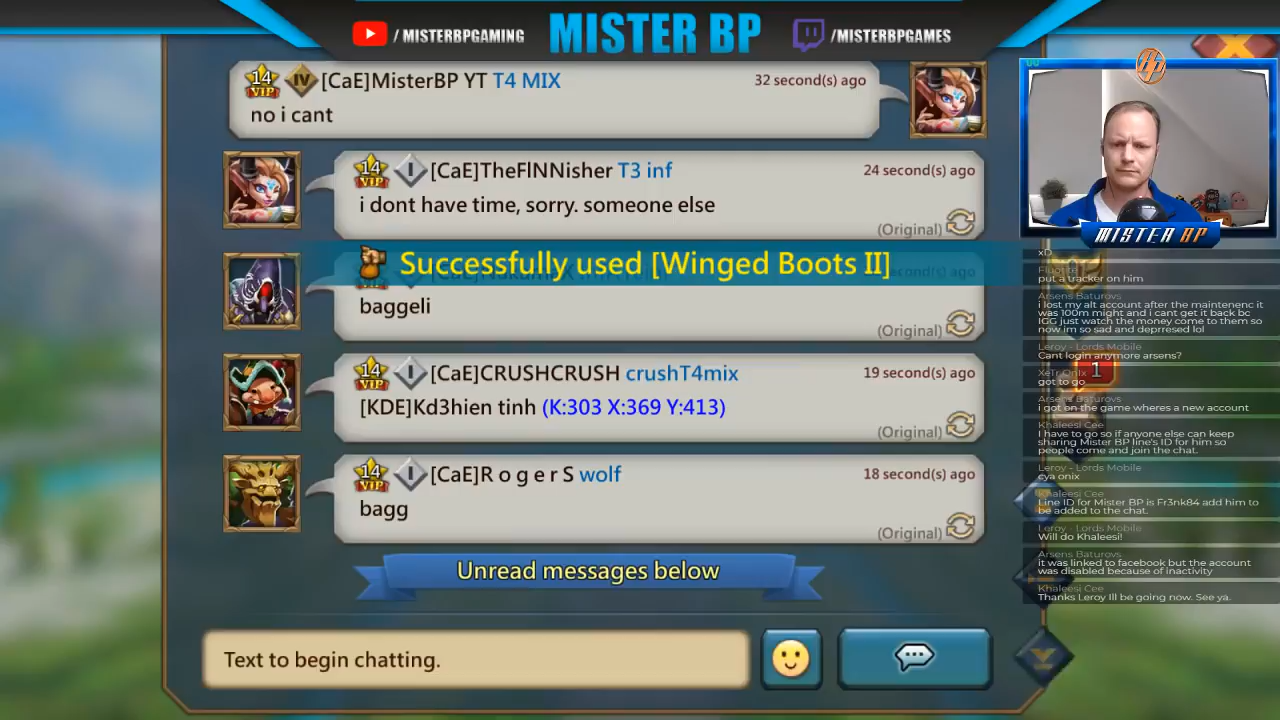 / MISTERBPGAMING
MISTER BP
/MISTERBPGAMES
14 VIP IV [CaE]MisterBP YT T4 MIX 32 second(s) ago
no i cant
14 VIP I [CaE]TheFlNNisher T3 inf 24 second(s) ago
i dont have time, sorry. someone else
(Original)
Successfully used [Winged Boots II]
baggeli
(Original)
14 VIP I [CaE]CRUSHCRUSH crushT4mix 19 second(s) ago
[KDE]Kd3hien tinh (K:303 X:369 Y:413)
(Original)
14 VIP I [CaE]R o g e r S wolf 18 second(s) ago
bagg
(Original)
Unread messages below
Text to begin chatting.
MISTER BP
xD
put a tracker on him
Arsens Baturovs
i lost my alt account after the maintenenc it
was 100m might and i cant get it back bc
IGG just watch the money come to them so
now im so sad and deprresed lol
Leroy - Lords Mobile
Cant login anymore arsens?
XeTr Onix
got to go
1
Arsens Baturovs
i got on the game wheres a new account
Khaleesi Cee
I have to go so if anyone else can keep
sharing Mister BP line's ID for him so
people come and join the chat.
Leroy - Lords Mobile
cya onix
Khaleesi Cee
Line ID for Mister BP is Fr3nk84 add him to
be added to the chat.
Leroy - Lords Mobile
Will do Khaleesi!
Arsens Baturovs
it was linked to facebook but the account
was disabled because of inactivity
Khaleesi Cee
Thanks Leroy Ill be going now. See ya.